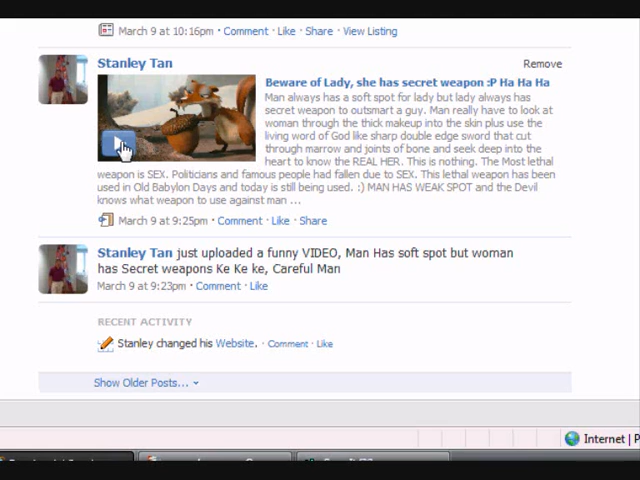 March 9 at 10:16pm · Comment · Like · Share · View Listing
Stanley Tan
Remove
Beware of Lady, she has secret weapon :P Ha Ha Ha
Man always has a soft spot for lady but lady always has
secret weapon to outsmart a guy. Man really have to look at
woman through the thick makeup into the skin plus use the
living word of God like sharp double edge sword that cut
through marrow and joints of bone and seek deep into the
heart to know the REAL HER. This is nothing. The Most lethal
weapon is SEX. Politicians and famous people had fallen due to SEX. This lethal weapon has been
used in Old Babylon Days and today is still being used. :) MAN HAS WEAK SPOT and the Devil
knows what weapon to use against man ...
March 9 at 9:25pm · Comment · Like · Share
Stanley Tan just uploaded a funny VIDEO, Man Has soft spot but woman
has Secret weapons Ke Ke ke, Careful Man
March 9 at 9:23pm · Comment · Like
RECENT ACTIVITY
Stanley changed his Website. · Comment · Like
Show Older Posts...
Internet | P